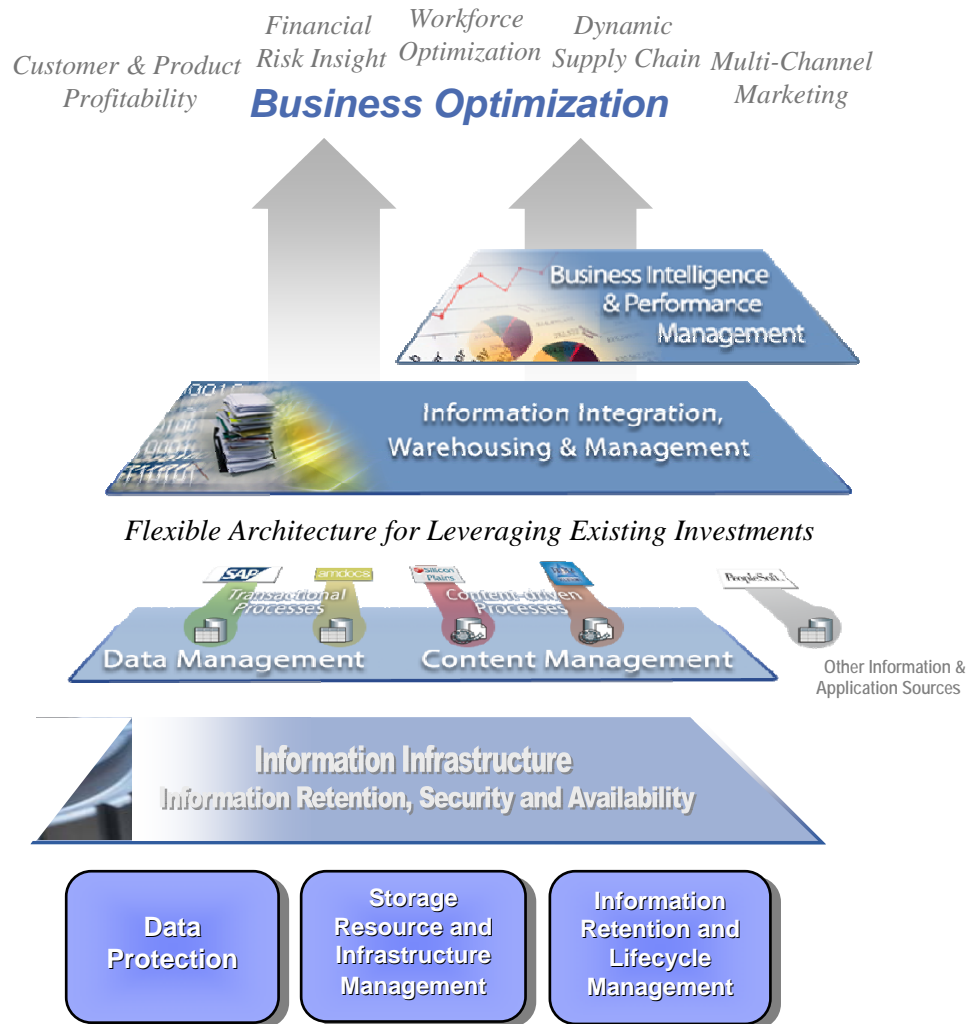 Financial
Risk Insight
Workforce
Optimization
Dynamic
Supply Chain
Customer & Product
Profitability
Multi-Channel
Marketing
Business Optimization
Business Intelligence
& Performance
Management
Information Integration,
Warehousing & Management
Flexible Architecture for Leveraging Existing Investments
SAP
amdocs
Silicon
Plains
PeopleSoft
Transactional
Processes
Content-driven
Processes
Data Management
Content Management
Other Information &
Application Sources
Information Infrastructure
Information Retention, Security and Availability
Data
Protection
Storage
Resource and
Infrastructure
Management
Information
Retention and
Lifecycle
Management